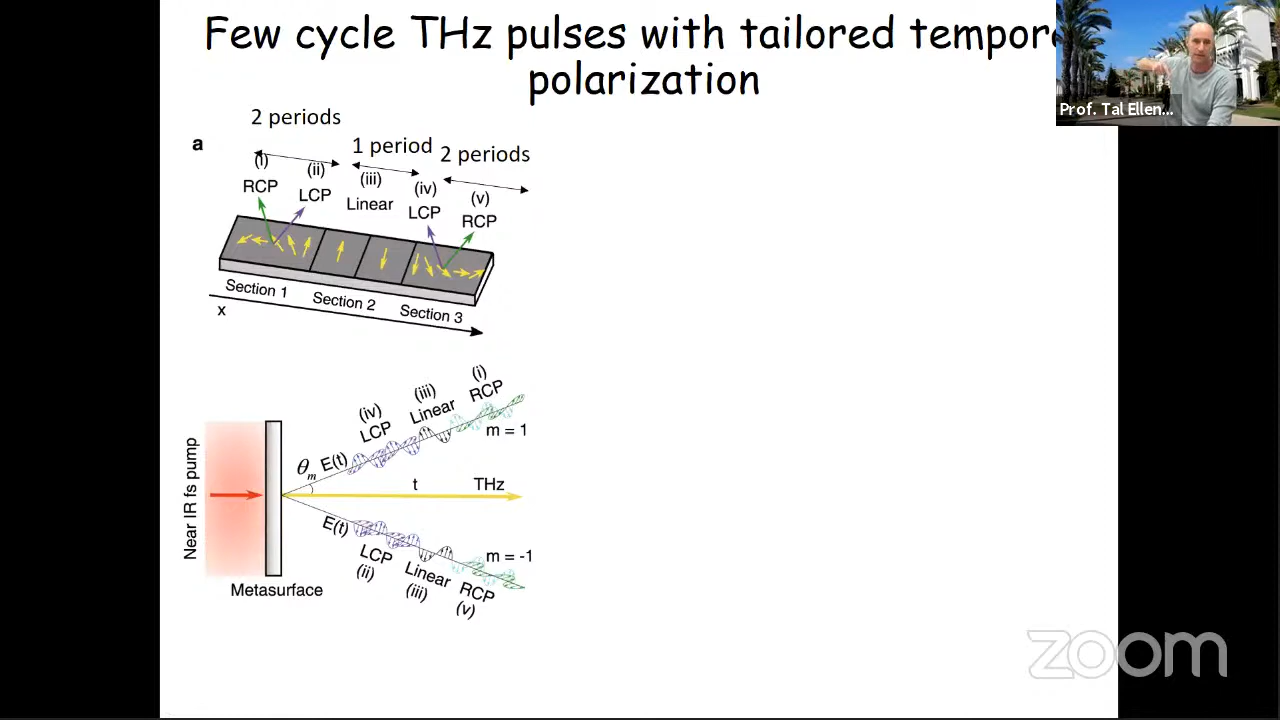 Few cycle THz pulses with tailored tempor
polarization
Prof. Tal Ellen...
2 periods
1 period
2 periods
a
(i)
RCP
(ii)
LCP
(iii)
Linear
(iv)
LCP
(v)
RCP
Section 1
Section 2
Section 3
x
Near IR fs pump
Metasurface
θm
E(t)
(iv)
LCP
(iii)
Linear
(i)
RCP
m = 1
t
THz
E(t)
LCP
(ii)
Linear
(iii)
RCP
(v)
m = -1
zoom